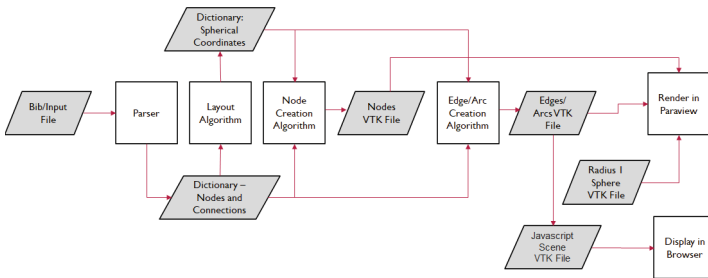 Dictionary:
Spherical
Coordinates
Bib/Input
File
Parser
Layout
Algorithm
Node
Creation
Algorithm
Nodes
VTK File
Edge/Arc
Creation
Algorithm
Edges/
Arcs VTK
File
Render in
Paraview
Dictionary –
Nodes and
Connections
Radius 1
Sphere
VTK File
Javascript
Scene
VTK File
Display in
Browser